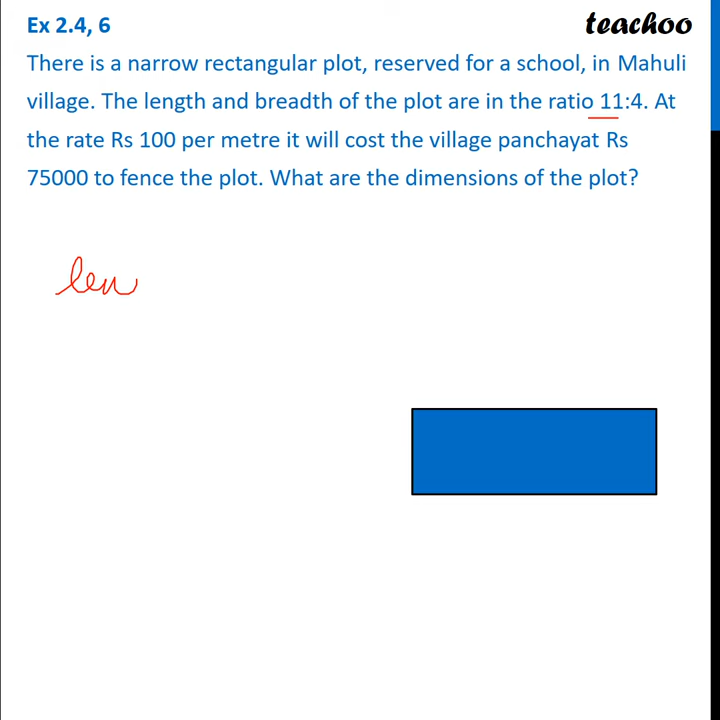 Ex 2.4, 6
teachoo
There is a narrow rectangular plot, reserved for a school, in Mahuli
village. The length and breadth of the plot are in the ratio 11:4. At
the rate Rs 100 per metre it will cost the village panchayat Rs
75000 to fence the plot. What are the dimensions of the plot?
len